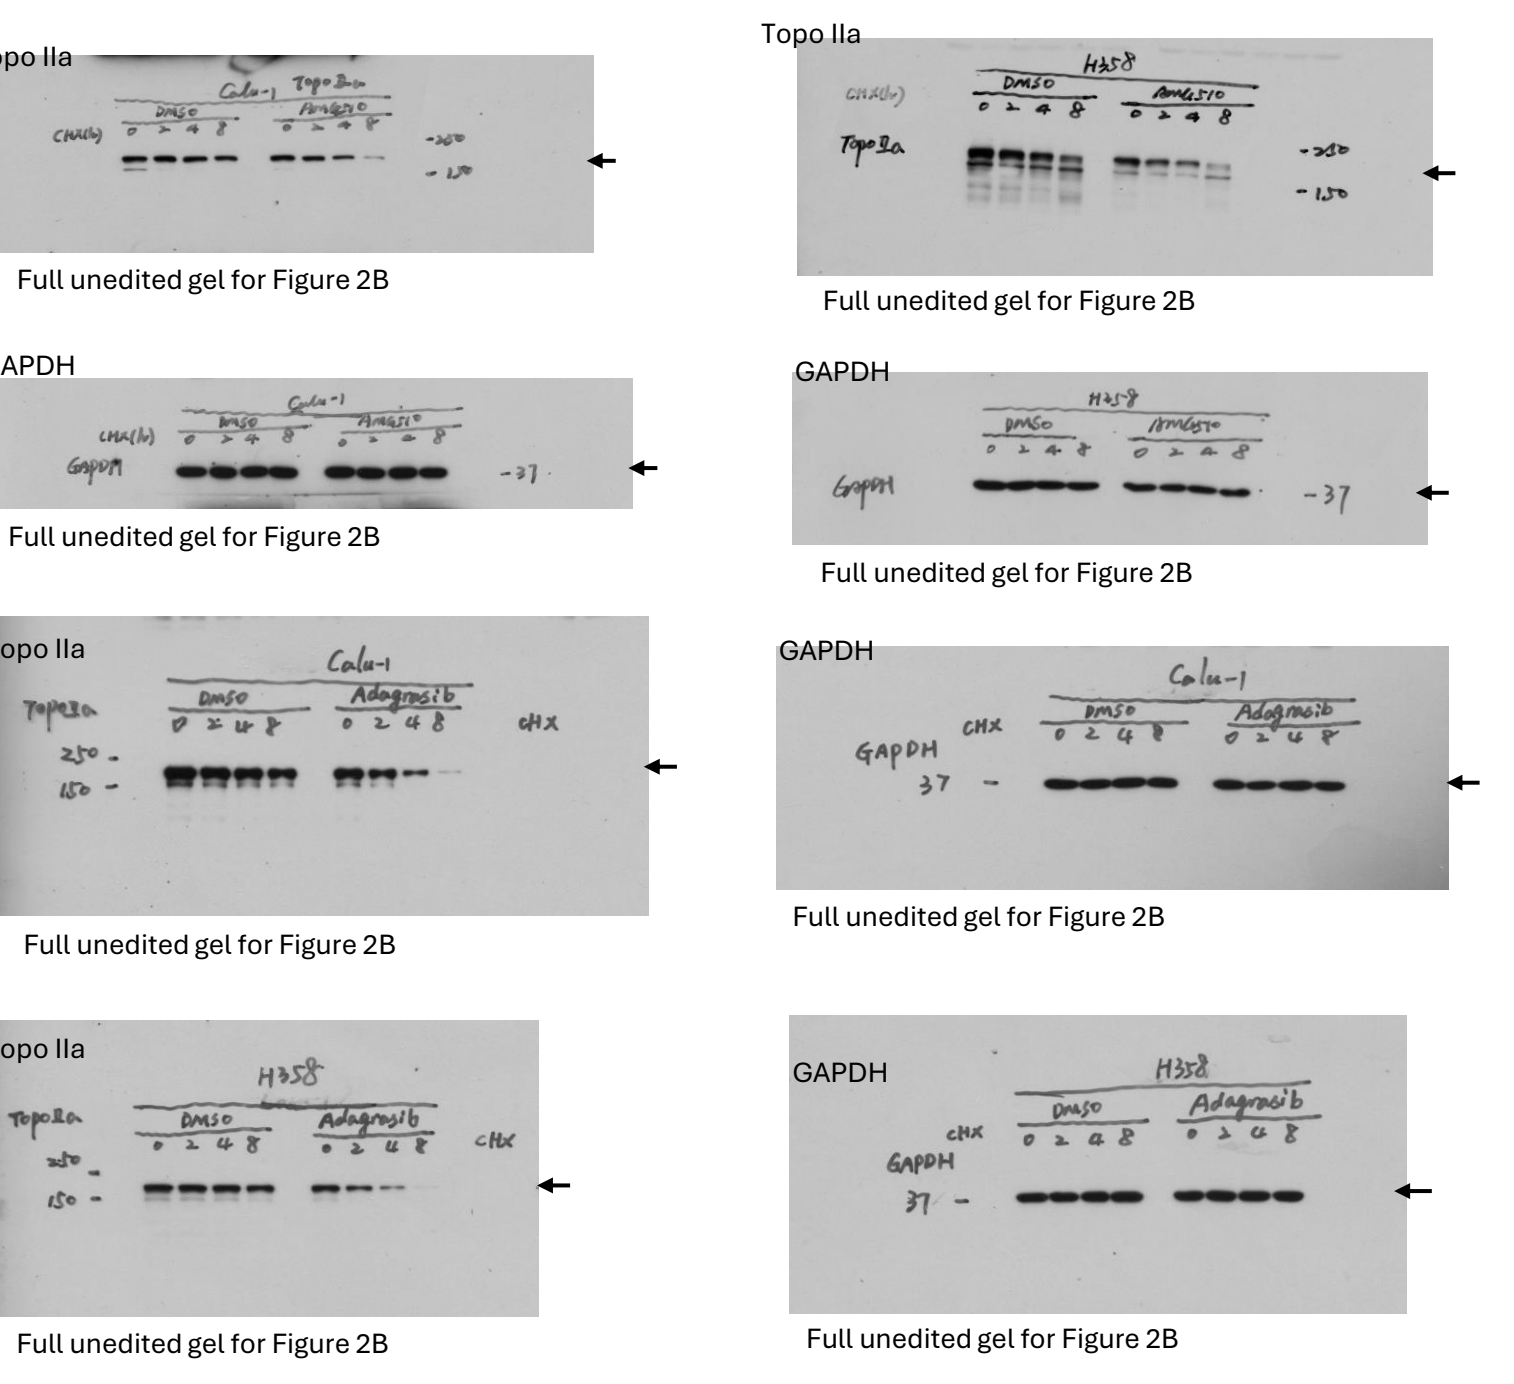 opo IIa
Calu-1 Topo IIa
DMSO AMG510
CHX(h) 0 2 4 8 0 2 4 8
-250
- 150
Full unedited gel for Figure 2B
Topo IIa
H358
DMSO AMG510
CHX(h) 0 2 4 8 0 2 4 8
Topo IIa
-250
-150
Full unedited gel for Figure 2B
APDH
Calu-1
DMSO AMG510
CHX(h) 0 2 4 8 0 2 4 8
GAPDH -37
Full unedited gel for Figure 2B
GAPDH
H358
DMSO AMG510
0 2 4 8 0 2 4 8
GAPDH -37
Full unedited gel for Figure 2B
opo IIa
Calu-1
DMSO Adagrasib
Topo IIa 0 2 4 8 0 2 4 8 CHX
250 -
150 -
Full unedited gel for Figure 2B
GAPDH
Calu-1
DMSO Adagrasib
CHX 0 2 4 8 0 2 4 8
GAPDH
37 -
Full unedited gel for Figure 2B
opo IIa
H358
Topo IIa DMSO Adagrasib
0 2 4 8 0 2 4 8 CHX
250 -
150 -
Full unedited gel for Figure 2B
GAPDH
H358
DMSO Adagrasib
CHX 0 2 4 8 0 2 4 8
GAPDH
37 -
Full unedited gel for Figure 2B